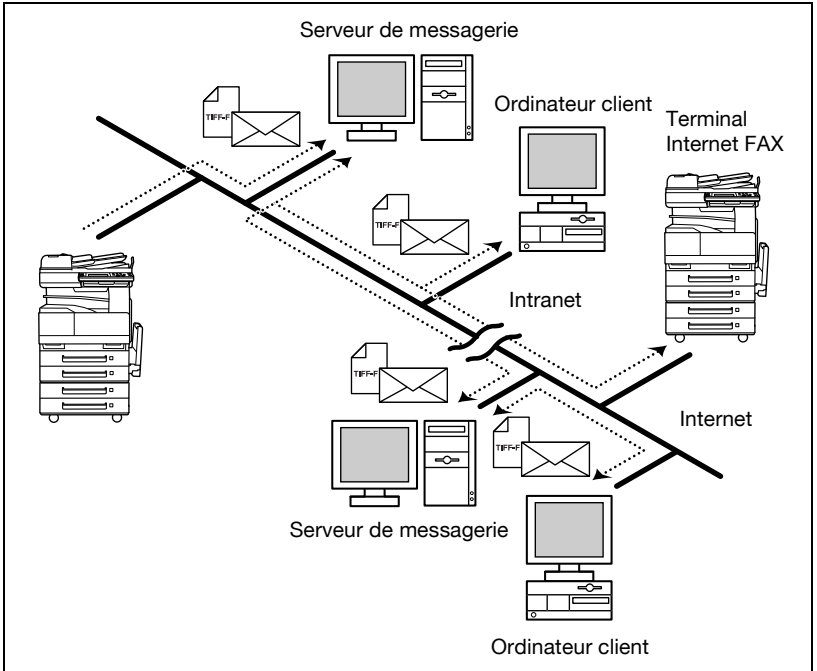 Serveur de messagerie
TIFF-F
Ordinateur client
Terminal
Internet FAX
TIFF-F
Intranet
TIFF-F
Internet
TIFF-F
Serveur de messagerie
Ordinateur client